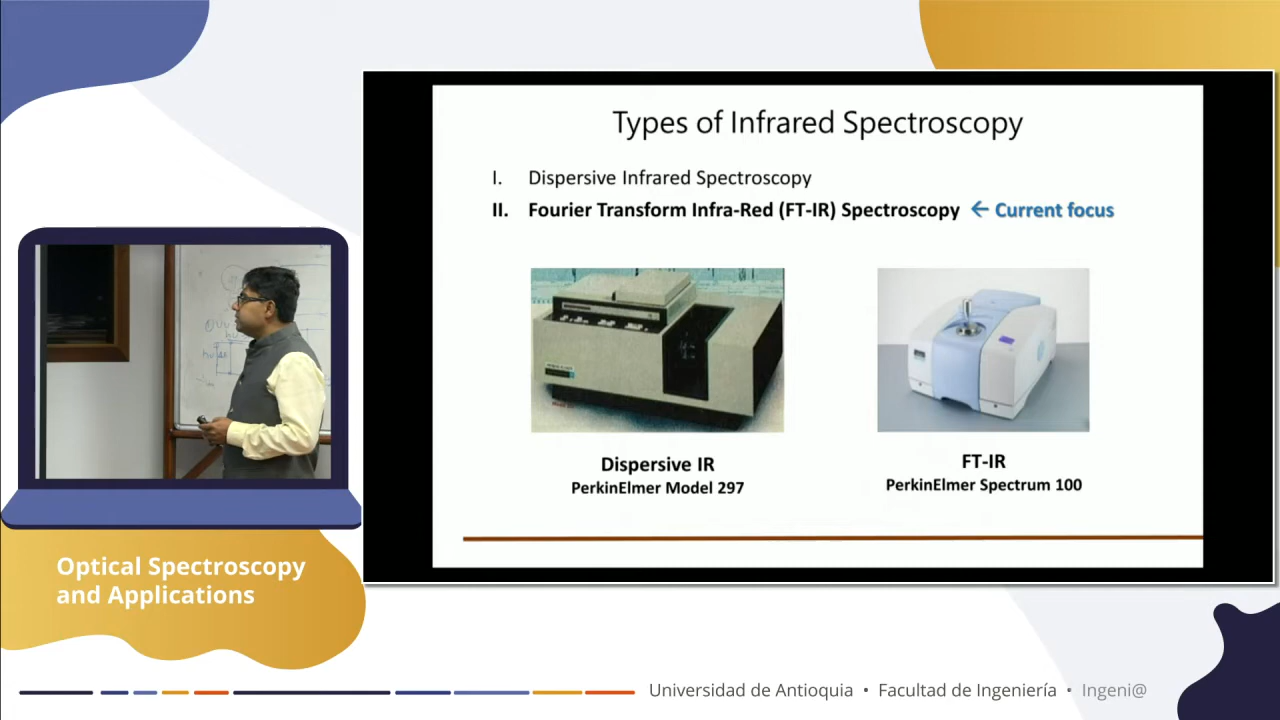 Types of Infrared Spectroscopy
I. Dispersive Infrared Spectroscopy
II. Fourier Transform Infra-Red (FT-IR) Spectroscopy ← Current focus
Dispersive IR
PerkinElmer Model 297
FT-IR
PerkinElmer Spectrum 100
Optical Spectroscopy
and Applications
Universidad de Antioquia • Facultad de Ingeniería • Ingeni@